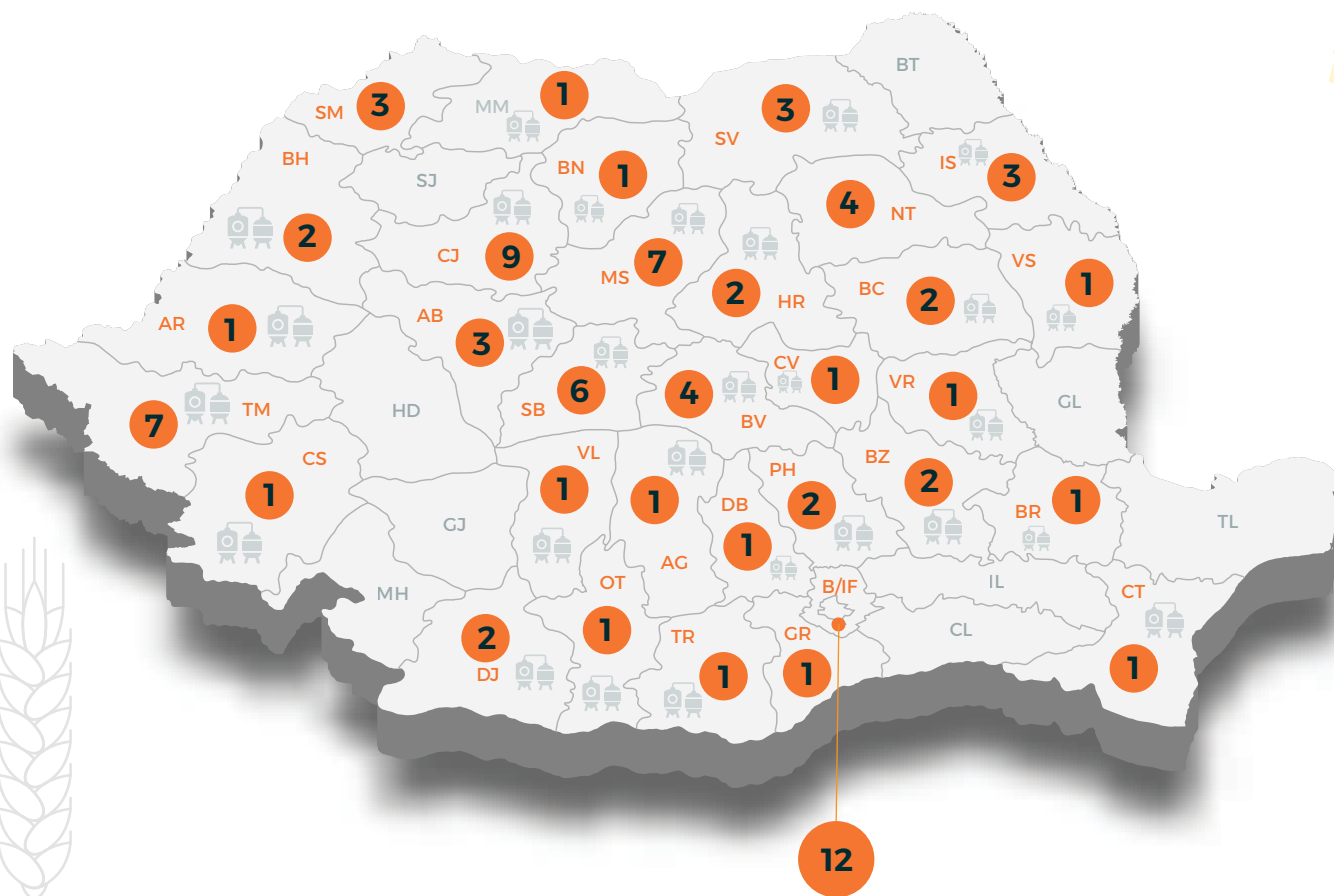 BT
SM
3
MM
1
SV
3
BH
2
SJ
BN
1
IS
3
NT
4
CJ
9
MS
7
HR
2
BC
2
VS
1
AR
1
AB
3
SB
6
BV
4
CV
1
VR
1
GL
TM
7
HD
CS
1
GJ
VL
1
AG
1
DB
1
PH
2
BZ
2
BR
1
TL
MH
DJ
2
OT
1
TR
1
GR
1
B/IF
12
IL
CL
CT
1